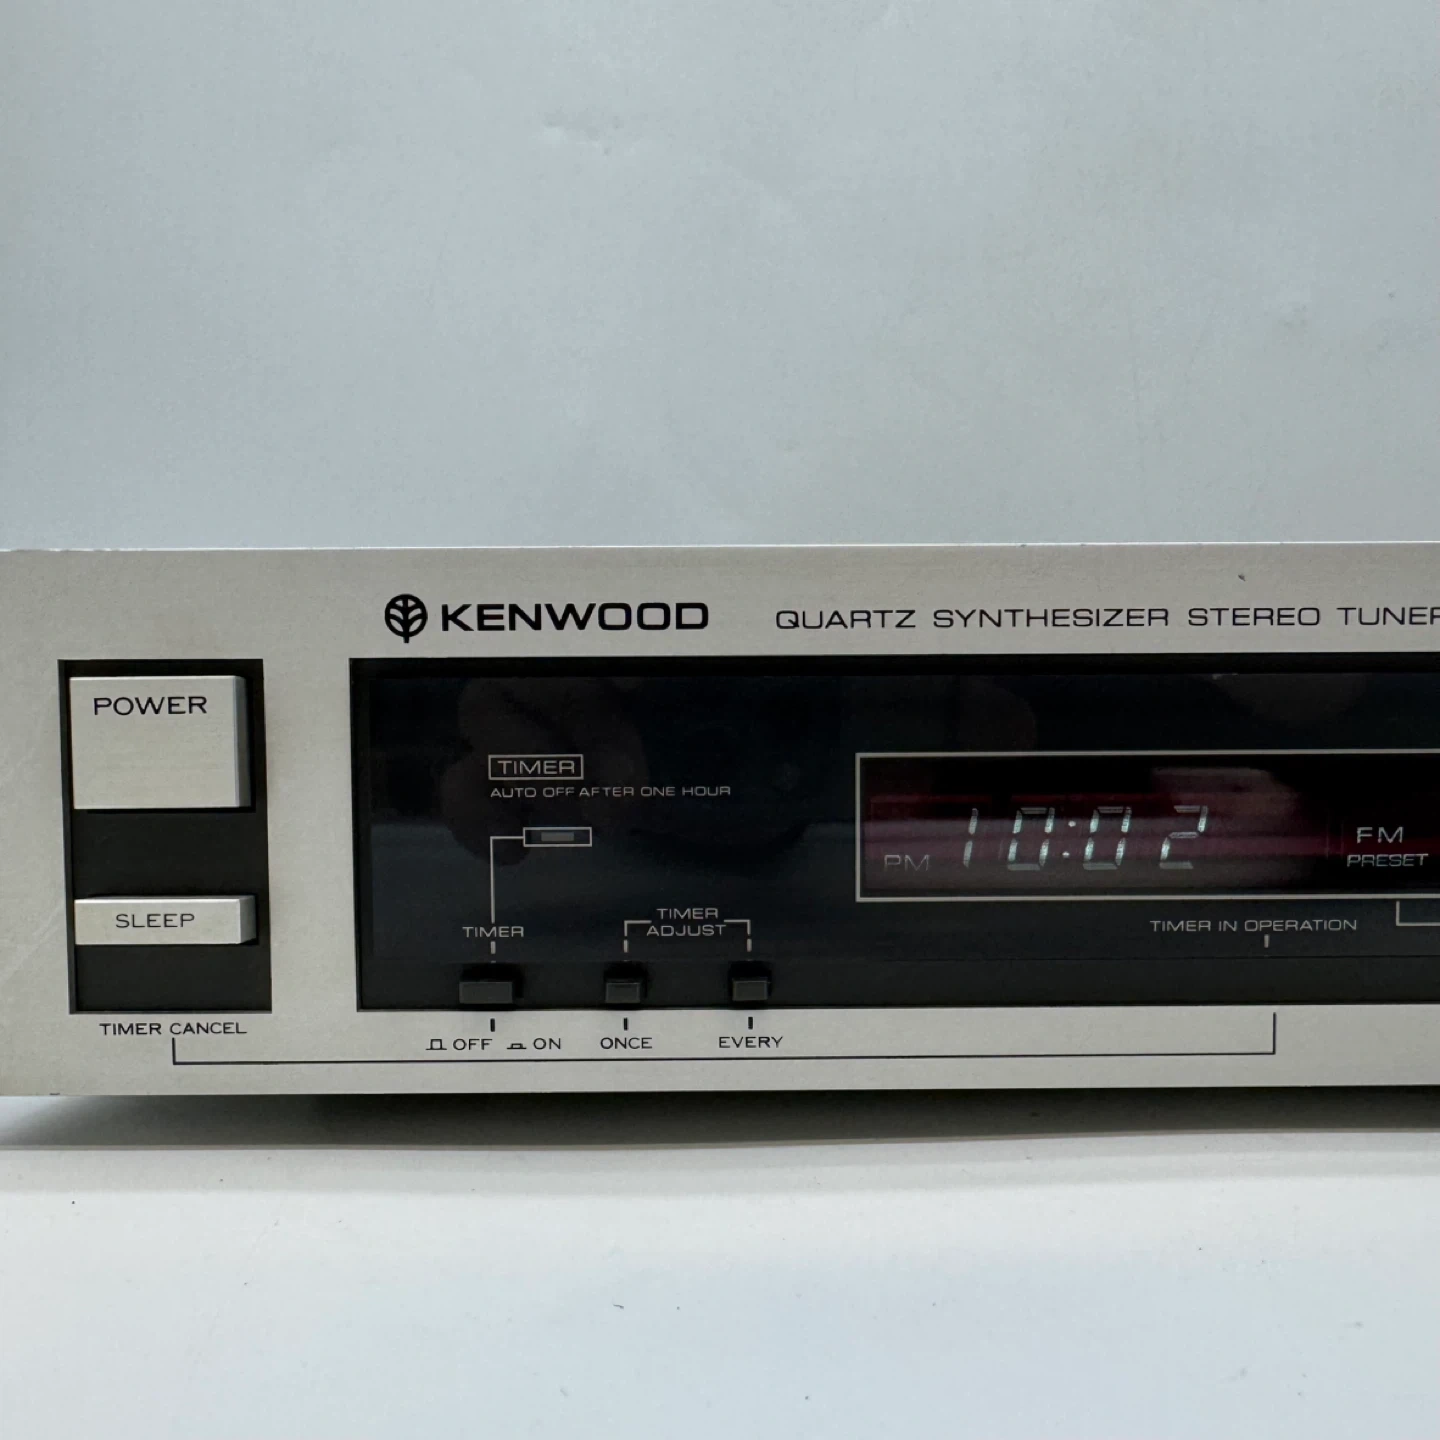 KENWOOD QUARTZ SYNTHESIZER STEREO TUNER
POWER
TIMER
AUTO OFF AFTER ONE HOUR
PM 10:02 FM
PRESET
SLEEP
TIMER
TIMER
ADJUST
TIMER IN OPERATION
TIMER CANCEL
OFF ON ONCE EVERY